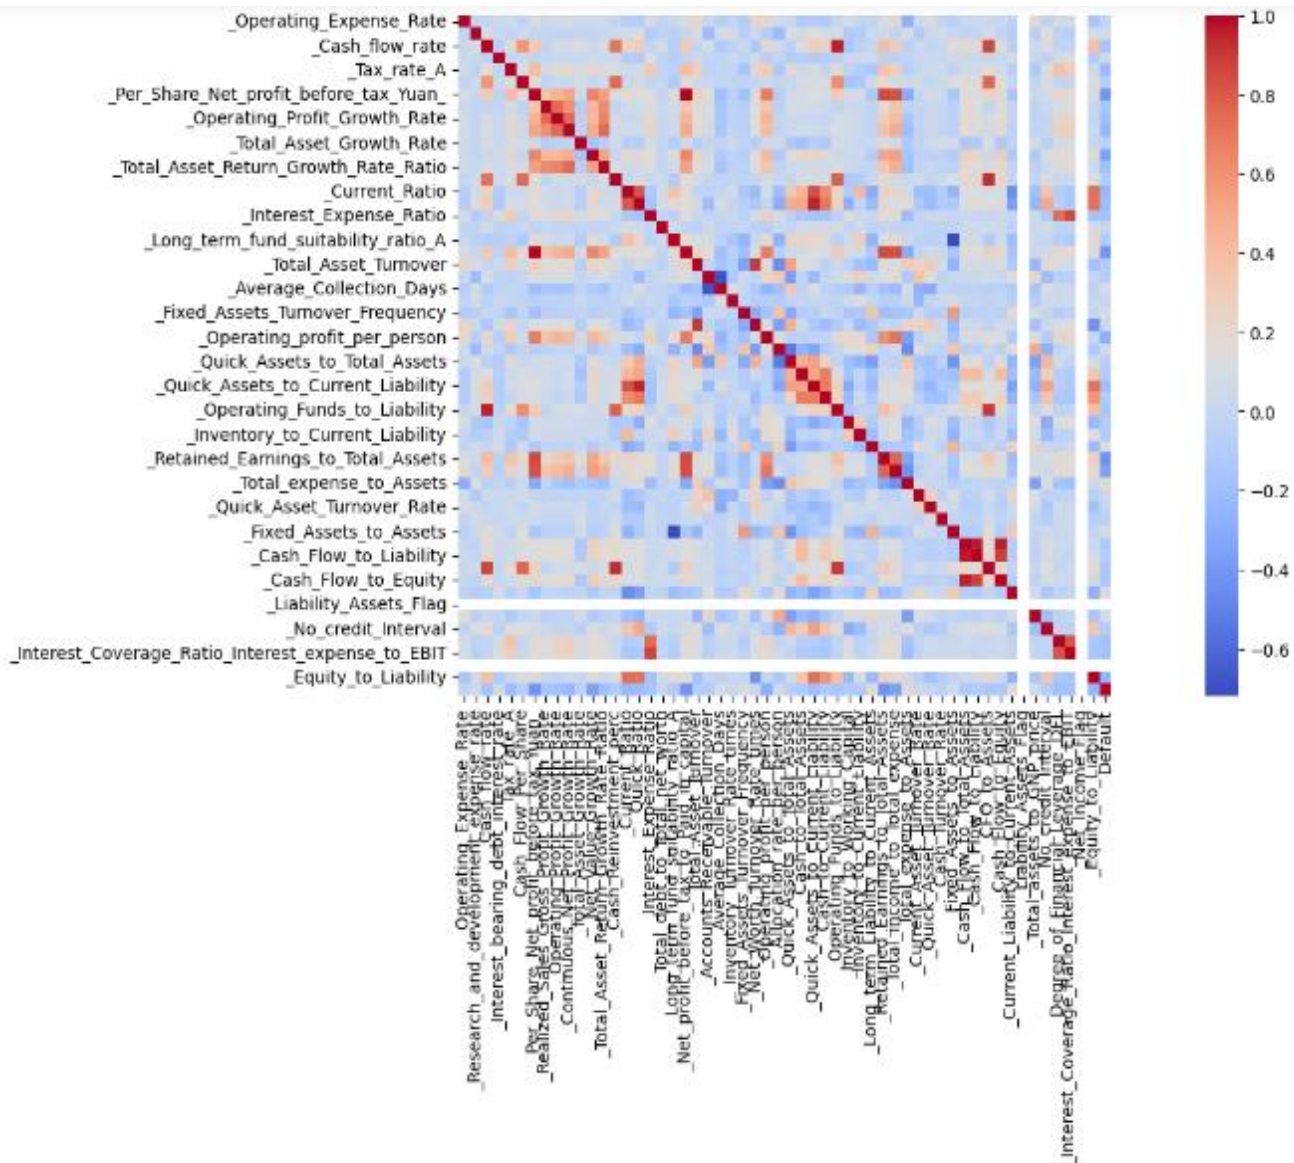 _Operating_Expense_Rate
_Cash_flow_rate
_Tax_rate_A
_Per_Share_Net_profit_before_tax_Yuan_
_Operating_Profit_Growth_Rate
_Total_Asset_Growth_Rate
_Total_Asset_Return_Growth_Rate_Ratio
_Current_Ratio
_Interest_Expense_Ratio
_Long_term_fund_suitability_ratio_A
_Total_Asset_Turnover
_Average_Collection_Days
_Fixed_Assets_Turnover_Frequency
_Operating_profit_per_person
_Quick_Assets_to_Total_Assets
_Quick_Assets_to_Current_Liability
_Operating_Funds_to_Liability
_Inventory_to_Current_Liability
_Retained_Earnings_to_Total_Assets
_Total_expense_to_Assets
_Quick_Asset_Turnover_Rate
_Fixed_Assets_to_Assets
_Cash_Flow_to_Liability
_Cash_Flow_to_Equity
_Liability_Assets_Flag
_No_credit_Interval
_Interest_Coverage_Ratio_Interest_expense_to_EBIT
_Equity_to_Liability
1.0
0.8
0.6
0.4
0.2
0.0
−0.2
−0.4
−0.6
_Operating_Expense_Rate
_Research_and_development_expense_rate
_Cash_flow_rate
_Interest_bearing_debt_interest_rate
_Tax_rate_A
_Cash_Flow_Per_Share
_Per_Share_Net_profit_before_tax_Yuan_
_Realized_Sales_Gross_Profit_Growth_Rate
_Operating_Profit_Growth_Rate
_Continuous_Net_Profit_Growth_Rate
_Total_Asset_Growth_Rate
_Net_Value_Growth_Rate
_Total_Asset_Return_Growth_Rate_Ratio
_Cash_Reinvestment_perc
_Current_Ratio
_Quick_Ratio
_Interest_Expense_Ratio
_Total_debt_to_Total_net_worth
_Long_term_fund_suitability_ratio_A
_Net_profit_before_tax_to_Paid_in_capital
_Total_Asset_Turnover
_Accounts_Receivable_Turnover
_Average_Collection_Days
_Inventory_Turnover_Rate_times
_Fixed_Assets_Turnover_Frequency
_Net_Worth_Turnover_Rate_times
_Operating_profit_per_person
_Allocation_rate_per_person
_Quick_Assets_to_Total_Assets
_Cash_to_Total_Assets
_Quick_Assets_to_Current_Liability
_Cash_to_Current_Liability
_Operating_Funds_to_Liability
_Inventory_to_Working_Capital
_Inventory_to_Current_Liability
_Long_term_Liability_to_Current_Assets
_Retained_Earnings_to_Total_Assets
_Total_income_to_Total_expense
_Total_expense_to_Assets
_Current_Asset_Turnover_Rate
_Quick_Asset_Turnover_Rate
_Cash_Turnover_Rate
_Fixed_Assets_to_Assets
_Cash_Flow_to_Total_Assets
_Cash_Flow_to_Liability
_CFO_to_Assets
_Cash_Flow_to_Equity
_Current_Liability_to_Current_Assets
_Liability_Assets_Flag
_Total_assets_to_GNP_price
_No_credit_Interval
_Degree_of_Financial_Leverage_DFL
_Interest_Coverage_Ratio_Interest_expense_to_EBIT
_Net_Income_Flag
_Equity_to_Liability
Default